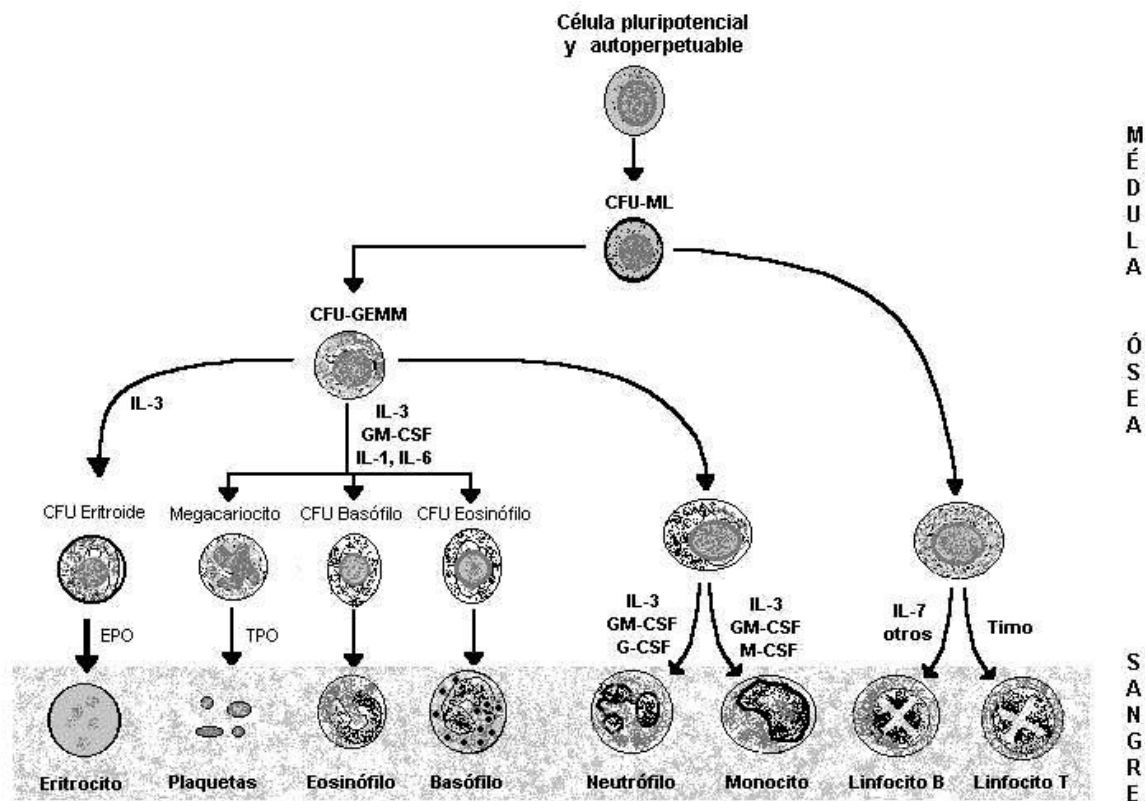 Célula pluripotencial
y autoperpetuable
CFU-ML
CFU-GEMM
IL-3
IL-3
GM-CSF
IL-1, IL-6
CFU Eritroide
Megacariocito
CFU Basófilo
CFU Eosinófilo
EPO
TPO
IL-3
GM-CSF
G-CSF
IL-3
GM-CSF
M-CSF
IL-7
otros
Timo
Eritrocito
Plaquetas
Eosinófilo
Basófilo
Neutrófilo
Monocito
Linfocito B
Linfocito T
MÉDULA
ÓSEA
SANGRE